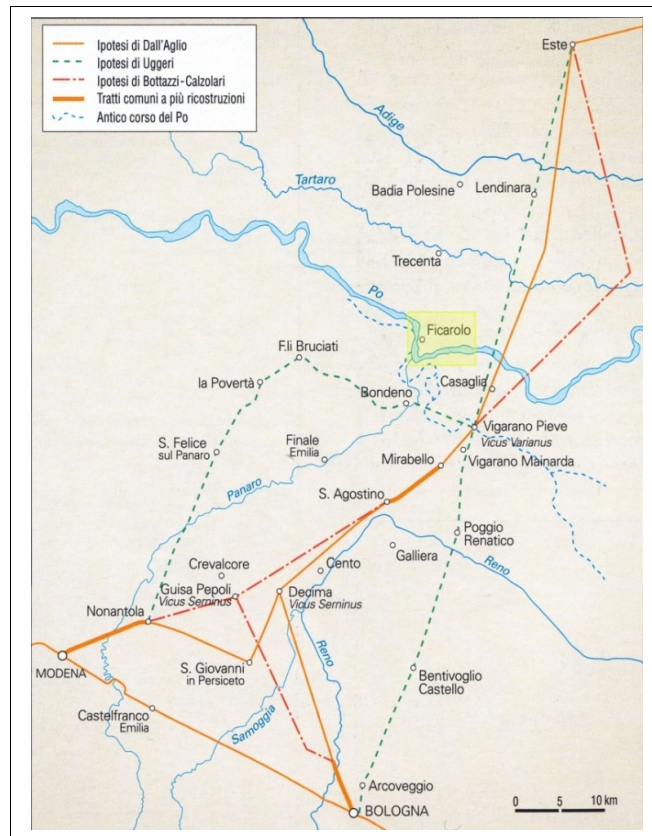 Ipotesi di Dall'Aglio
Ipotesi di Uggeri
Ipotesi di Bottazzi-Calzolari
Tratti comuni a più ricostruzioni
Antico corso del Po
Este
Adige
Tartaro
Badia Polesine
Lendinara
Trecenta
Po
Ficarolo
F.li Bruciati
la Povertà
Casaglia
Bondeno
Vigarano Pieve
Vicus Varianus
S. Felice
sul Panaro
Finale
Emilia
Mirabello
Vigarano Mainarda
Panaro
S. Agostino
Poggio
Renatico
Galliera
Reno
Crevalcore
Cento
Guisa Pepoli
Vicus Serninus
Decima
Vicus Serninus
Nonantola
Reno
S. Giovanni
in Persiceto
MODENA
Bentivoglio
Castello
Castelfranco
Emilia
Samoggia
Arcoveggio
BOLOGNA
0 5 10 km